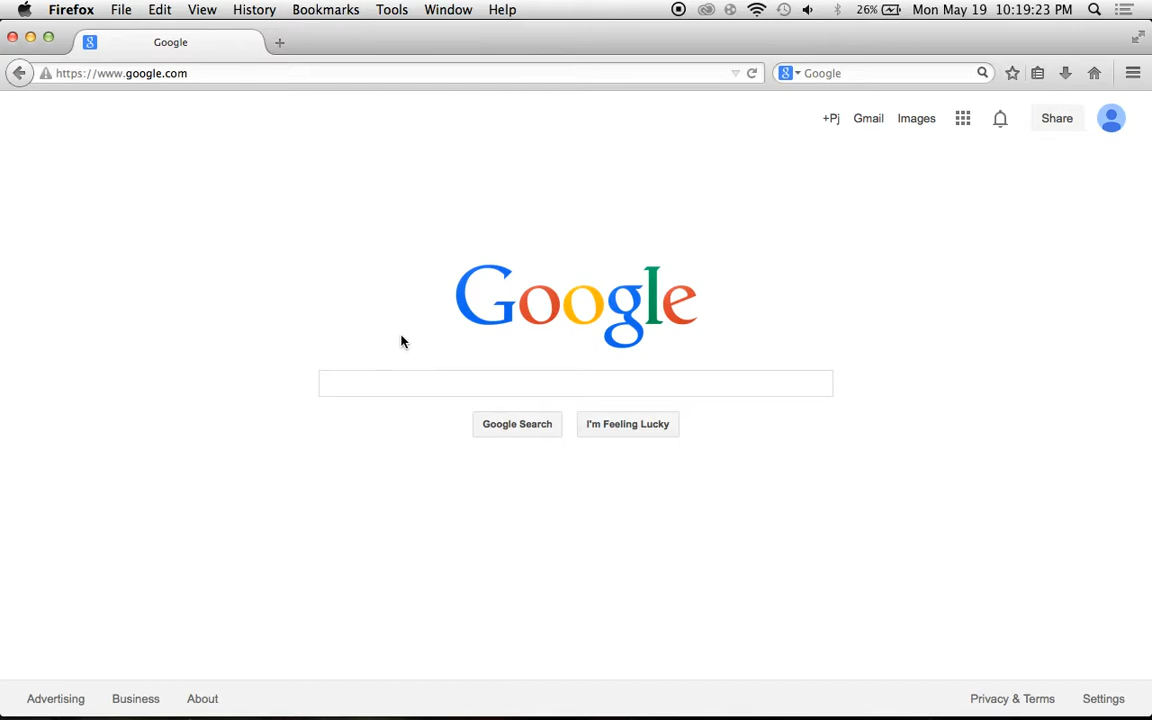 Firefox File Edit View History Bookmarks Tools Window Help 26% Mon May 19 10:19:23 PM
Google
https://www.google.com Google
+Pj Gmail Images Share
Google
Google Search I'm Feeling Lucky
Advertising Business About Privacy & Terms Settings